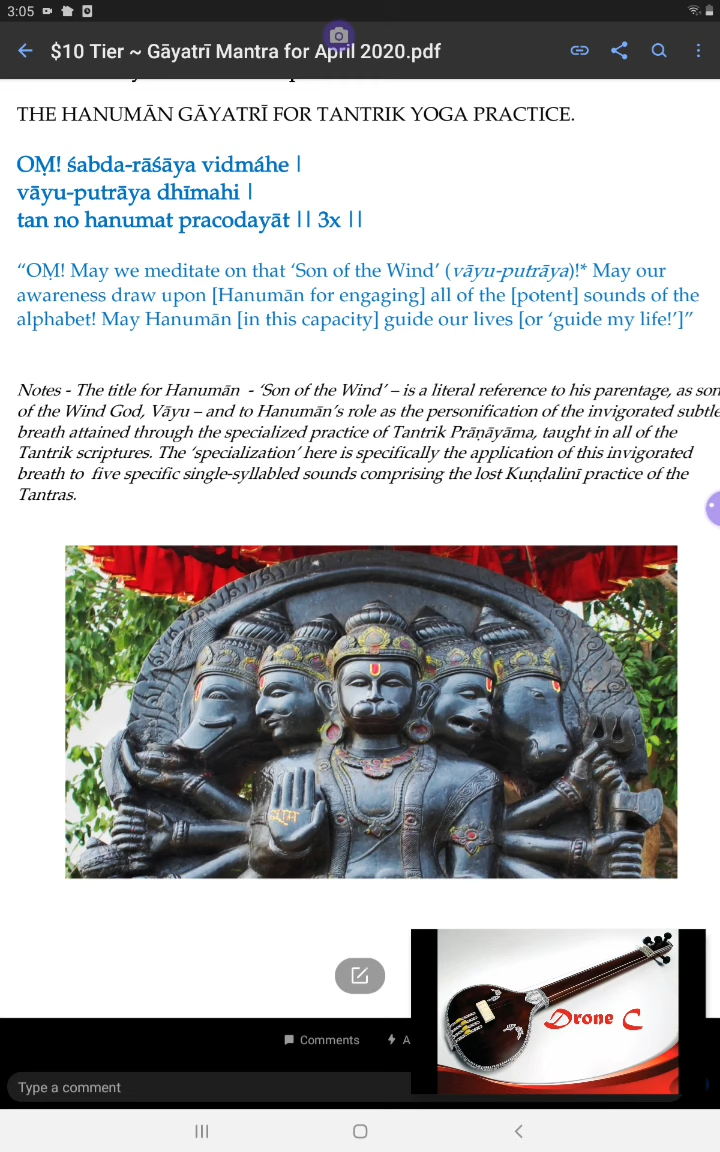 3:05
$10 Tier ~ Gāyatrī Mantra for April 2020.pdf
THE HANUMĀN GĀYATRĪ FOR TANTRIK YOGA PRACTICE.
OṂ! śabda-rāśāya vidmáhe |
vāyu-putrāya dhīmahi |
tan no hanumat pracodayāt || 3x ||
“OṂ! May we meditate on that ‘Son of the Wind’ (vāyu-putrāya)!* May our
awareness draw upon [Hanumān for engaging] all of the [potent] sounds of the
alphabet! May Hanumān [in this capacity] guide our lives [or ‘guide my life!’]”
Notes - The title for Hanumān - ‘Son of the Wind’ – is a literal reference to his parentage, as son
of the Wind God, Vāyu – and to Hanumān’s role as the personification of the invigorated subtle
breath attained through the specialized practice of Tantrik Prāṇāyāma, taught in all of the
Tantrik scriptures. The ‘specialization’ here is specifically the application of this invigorated
breath to five specific single-syllabled sounds comprising the lost Kuṇḍalinī practice of the
Tantras.
राम
Drone C
Comments A
Type a comment